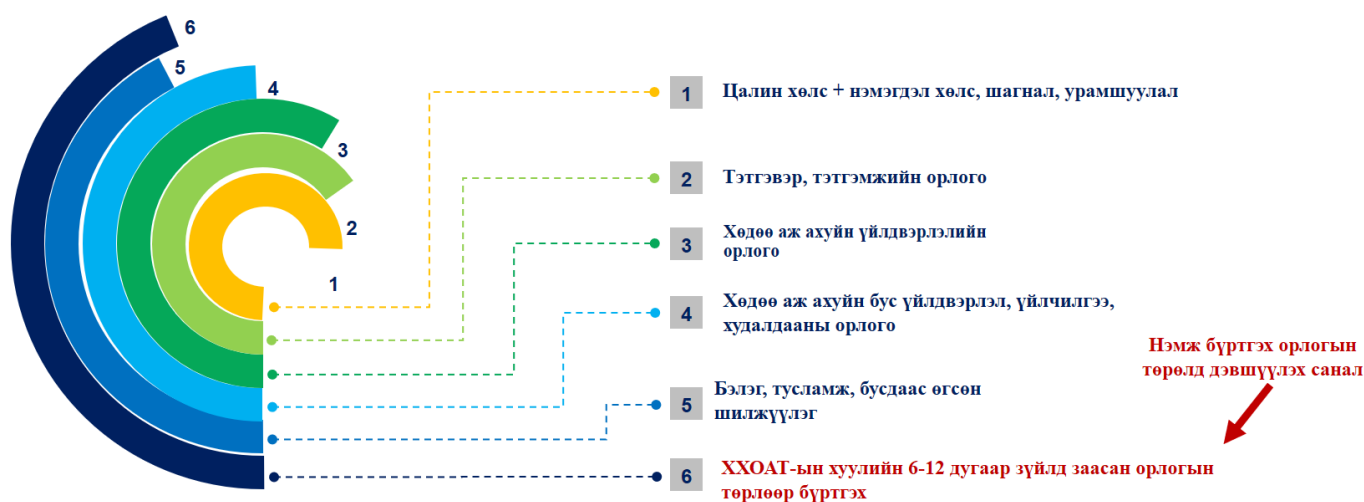 6
5
4
3
2
1
1
Цалин хөлс + нэмэгдэл хөлс, шагнал, урамшуулал
2
Тэтгэвэр, тэтгэмжийн орлого
3
Хөдөө аж ахуйн үйлдвэрлэлийн
орлого
4
Хөдөө аж ахуйн бус үйлдвэрлэл, үйлчилгээ,
худалдааны орлого
Нэмж бүртгэх орлогын
төрөлд дэвшүүлэх санал
5
Бэлэг, тусламж, бусдаас өгсөн
шилжүүлэг
6
ХХОАТ-ын хуулийн 6-12 дугаар зүйлд заасан орлогын
төрлөөр бүртгэх